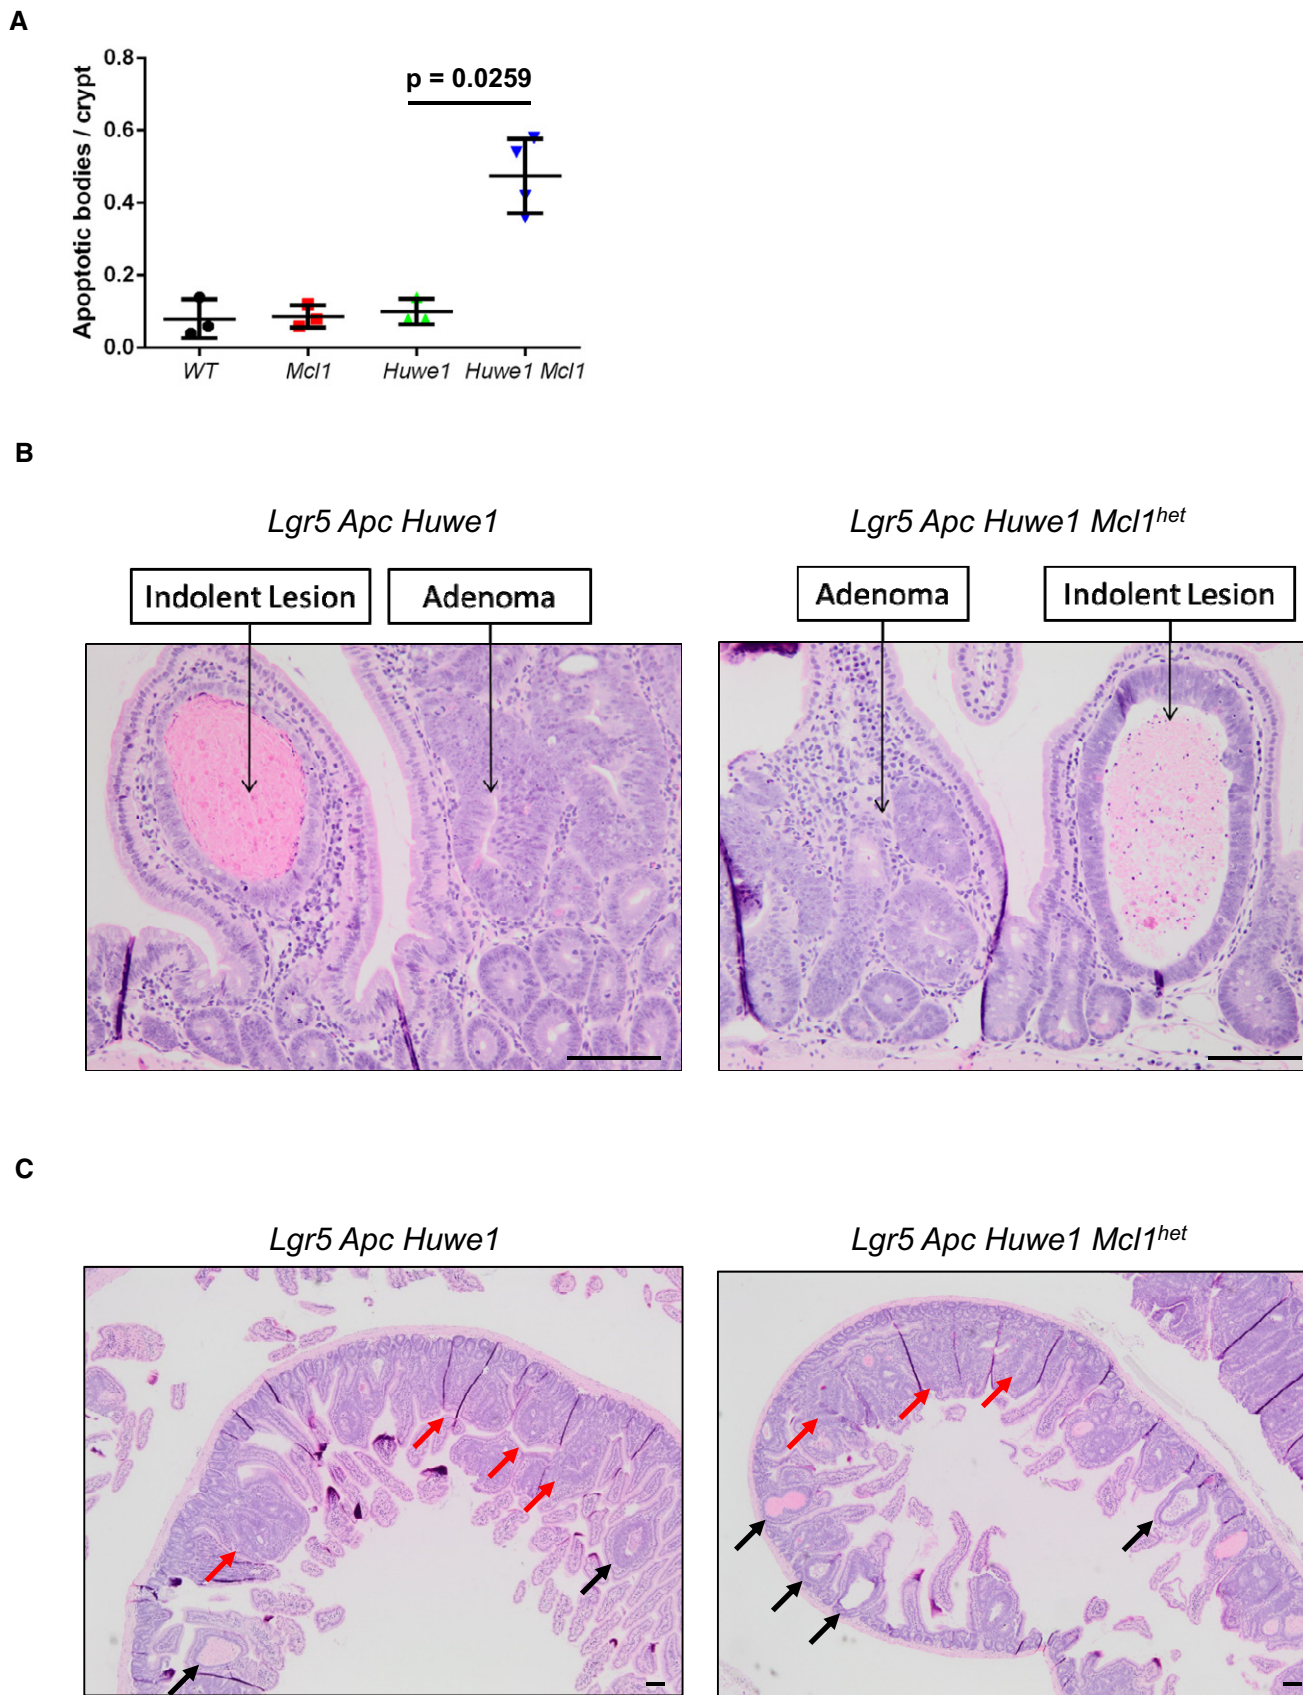 A
0.8
0.6
0.4
0.2
0.0
Apoptotic bodies / crypt
p = 0.0259
WT
Mcl1
Huwe1
Huwe1 Mcl1
B
Lgr5 Apc Huwe1
Lgr5 Apc Huwe1 Mcl1het
Indolent Lesion
Adenoma
Adenoma
Indolent Lesion
C
Lgr5 Apc Huwe1
Lgr5 Apc Huwe1 Mcl1het